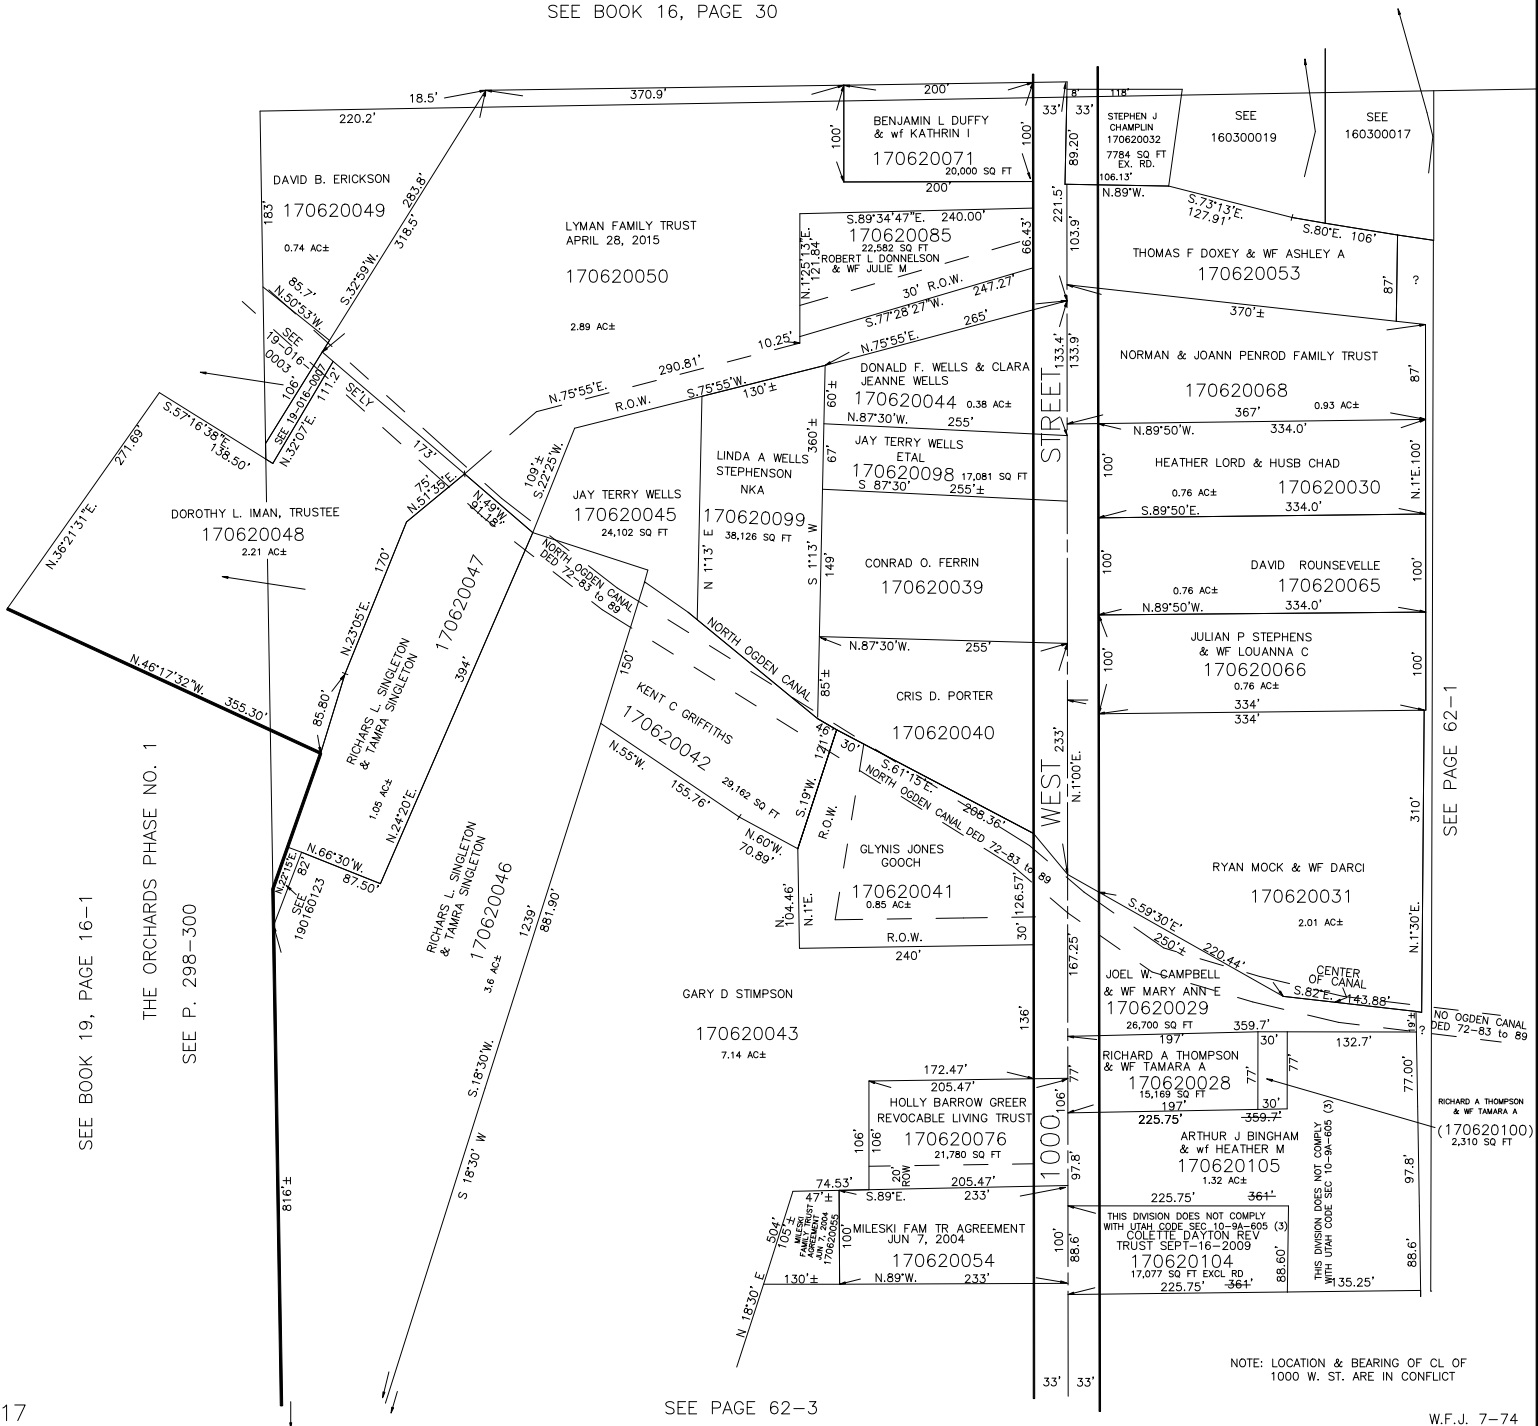 SEE BOOK 16, PAGE 30
18.5'
370.9'
200'
220.2'
33'
33'
8'
118'
DAVID B. ERICKSON
170620049
0.74 AC±
183'
283.8'
318.5'
S.32°59'W.
85.7'
N.50°53'W.
SEE
19-016-
0003
106'
SEE 19-016-0007
111.2'
N.32°07'E.
SE'LY
173'
LYMAN FAMILY TRUST
APRIL 28, 2015
170620050
2.89 AC±
100'
BENJAMIN L DUFFY
& wf KATHRIN I
170620071
20,000 SQ FT
100'
200'
S.89°34'47"E. 240.00'
170620085
22,582 SQ FT
ROBERT L DONNELSON
& WF JULIE M
N.1°25'13"E.
121.84'
66.43'
30' R.O.W.
S.77°28'27"W. 247.27'
10.25'
290.81'
N.75°55'E.
N.75°55'E. 265'
R.O.W.
S.75°55'W.
130'±
STEPHEN J
CHAMPLIN
170620032
7784 SQ FT
EX. RD.
106.13'
89.20'
N.89°W.
SEE
160300019
SEE
160300017
S.73°13'E.
127.91'
S.80°E. 106'
221.5'
103.9'
THOMAS F DOXEY & WF ASHLEY A
170620053
87'
?
370'±
133.4'
133.9'
NORMAN & JOANN PENROD FAMILY TRUST
170620068
367'
0.93 AC±
87'
N.89°50'W.
334.0'
HEATHER LORD & HUSB CHAD
170620030
0.76 AC±
S.89°50'E.
334.0'
100'
N.1°E. 100'
DAVID ROUNSEVELLE
170620065
0.76 AC±
N.89°50'W.
334.0'
100'
100'
JULIAN P STEPHENS
& WF LOUANNA C
170620066
0.76 AC±
334'
334'
100'
100'
DONALD F. WELLS & CLARA
JEANNE WELLS
170620044 0.38 AC±
N.87°30'W. 255'
60'±
360'±
JAY TERRY WELLS
ETAL
170620098 17,081 SQ FT
S 87°30' 255'±
67'
LINDA A WELLS
STEPHENSON
NKA
170620099
38,126 SQ FT
N 1°13' E
S 1°13' W
149'
JAY TERRY WELLS
170620045
24,102 SQ FT
109'±
S.22°25'W.
CONRAD O. FERRIN
170620039
N.87°30'W. 255'
85'±
CRIS D. PORTER
170620040
271.69'
S.57°16'38"E.
138.50'
N.36°21'31"E.
DOROTHY L. IMAN, TRUSTEE
170620048
2.21 AC±
N.46°17'32"W.
355.30'
75'
N.51°35'E.
N.49°W.
91.18'
170'
N.23°05'E.
85.80'
170620047
RICHARS L. SINGLETON
& TAMRA SINGLETON
1.05 AC±
394'
N.24°20'E.
N.66°30'W.
87.50'
N.22°15'E.
82'
SEE
190160123
NORTH OGDEN CANAL
DED 72-83 to 89
NORTH OGDEN CANAL
150'
KENT C GRIFFITHS
170620042
29,162 SQ FT
N.55°W.
155.76'
N.60°W.
70.89'
46'
121'
30'
S.19°W.
R.O.W.
S.61°15'E.
208.36'
NORTH OGDEN CANAL DED 72-83 to 89
GLYNIS JONES
GOOCH
170620041
0.85 AC±
N.
104.46'
N.1°E.
126.57'
30'
R.O.W.
240'
RICHARS L. SINGLETON
& TAMRA SINGLETON
170620046
3.6 AC±
1239'
881.90'
S.18°30'W.
S 18°30' W
GARY D STIMPSON
170620043
7.14 AC±
136'
1000 WEST STREET
233'
N.1°00'E.
167.25'
RYAN MOCK & WF DARCI
170620031
2.01 AC±
310'
N.1°30'E.
S.59°30'E'
250'±
220.44'
CENTER
OF CANAL
S.82°E. 143.88'
NO OGDEN CANAL
DED 72-83 to 89
19'±
?
JOEL W. CAMPBELL
& WF MARY ANN E
170620029
26,700 SQ FT
359.7'
197'
30'
132.7'
RICHARD A THOMPSON
& WF TAMARA A
170620028
15,169 SQ FT
197'
77'
77'
77'
30'
77.00'
RICHARD A THOMPSON
& WF TAMARA A
(170620100)
2,310 SQ FT
225.75'
359.7'
ARTHUR J BINGHAM
& wf HEATHER M
170620105
1.32 AC±
225.75'
361'
97.8'
97.8'
THIS DIVISION DOES NOT COMPLY
WITH UTAH CODE SEC 10-9A-605 (3)
THIS DIVISION DOES NOT COMPLY
WITH UTAH CODE SEC 10-9A-605 (3)
COLETTE DAYTON REV
TRUST SEPT-16-2009
170620104
17,077 SQ FT EXCL RD
225.75'
361'
88.60'
88.6'
88.6'
135.25'
172.47'
205.47'
HOLLY BARROW GREER
REVOCABLE LIVING TRUST
170620076
21,780 SQ FT
106'
106'
106'
20'
ROW
74.53'
205.47'
47'±
S.89°E.
233'
MILESKI
FAMILY TRUST
AGREEMENT
JUN 7, 2004
170620055
504'
105'±
100'
MILESKI FAM TR AGREEMENT
JUN 7, 2004
170620054
100'
130'±
N.89°W.
233'
N 18°30' E
816'±
SEE BOOK 19, PAGE 16-1
THE ORCHARDS PHASE NO. 1
SEE P. 298-300
SEE PAGE 62-1
33'
33'
NOTE: LOCATION & BEARING OF CL OF
1000 W. ST. ARE IN CONFLICT
SEE PAGE 62-3
17
W.F.J. 7-74